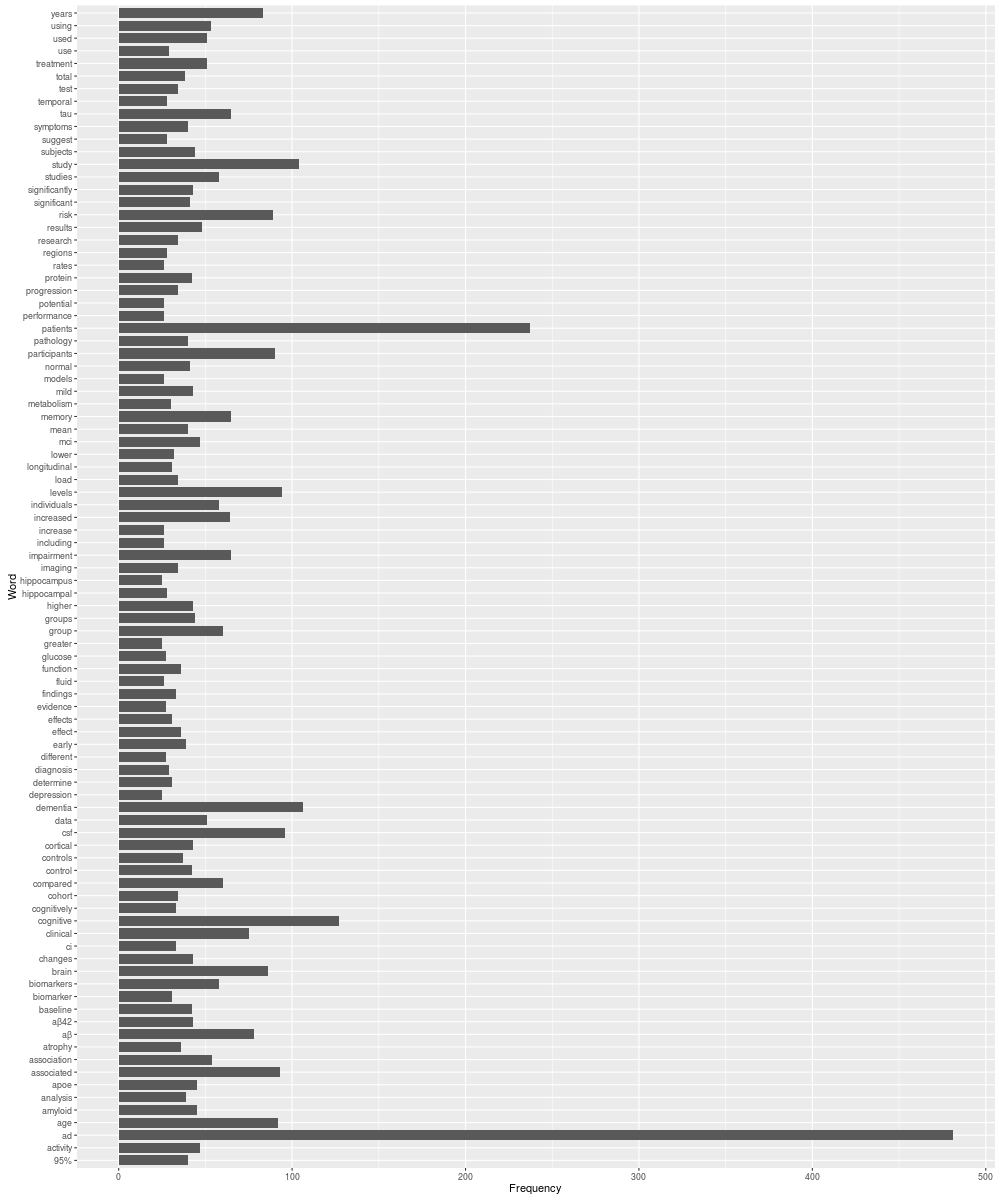 years
using
used
use
treatment
total
test
temporal
tau
symptoms
suggest
subjects
study
studies
significantly
significant
risk
results
research
regions
rates
protein
progression
potential
performance
patients
pathology
participants
normal
models
mild
metabolism
memory
mean
mci
lower
longitudinal
load
levels
individuals
increased
increase
including
impairment
imaging
hippocampus
hippocampal
higher
groups
group
greater
glucose
function
fluid
findings
evidence
effects
effect
early
different
diagnosis
determine
depression
dementia
data
csf
cortical
controls
control
compared
cohort
cognitively
cognitive
clinical
ci
changes
brain
biomarkers
biomarker
baseline
aβ42
aβ
atrophy
association
associated
apoe
analysis
amyloid
age
ad
activity
95%
Word
0 100 200 300 400 500
Frequency